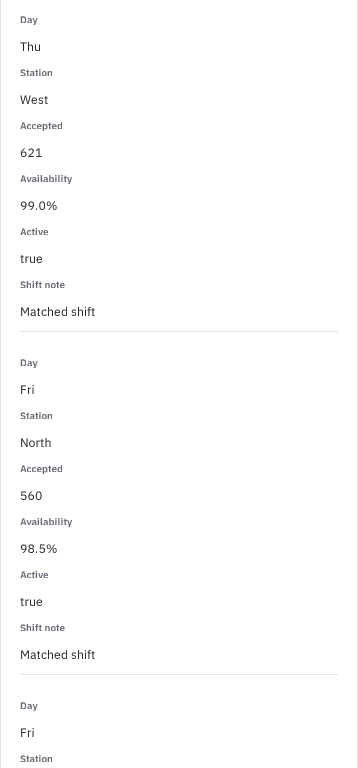 Day
Thu
Station
West
Accepted
621
Availability
99.0%
Active
true
Shift note
Matched shift
Day
Fri
Station
North
Accepted
560
Availability
98.5%
Active
true
Shift note
Matched shift
Day
Fri
Station